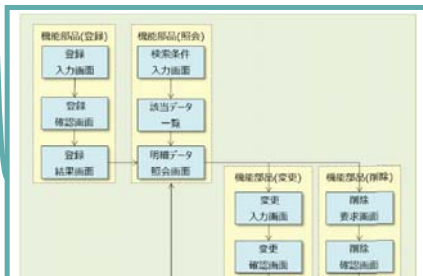 機能部品(登録)
登録
入力画面
登録
確認画面
登録
結果画面
機能部品(照会)
検索条件
入力画面
該当データ
一覧
明細データ
照会画面
機能部品(変更)
変更
入力画面
変更
確認画面
機能部品(削除)
削除
要求画面
削除
確認画面